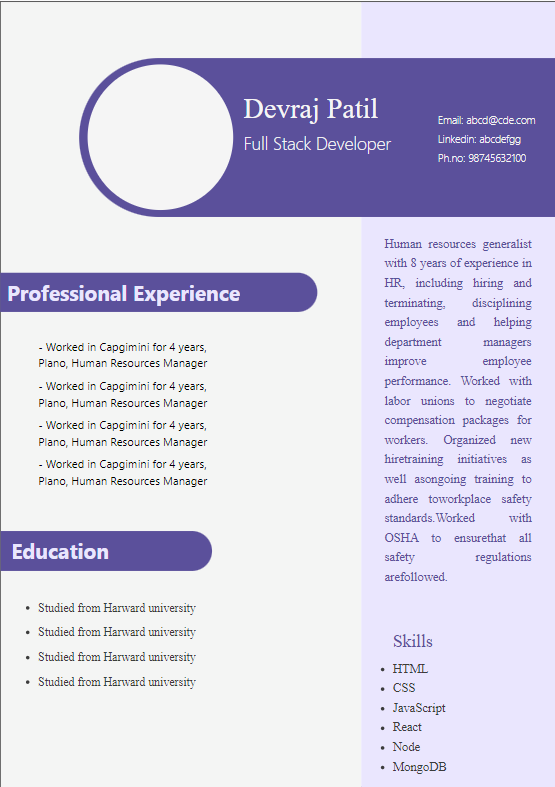 Devraj Patil
Full Stack Developer
Email: abcd@cde.com
Linkedin: abcdefgg
Ph.no: 98745632100
Professional Experience
- Worked in Capgimini for 4 years,
Plano, Human Resources Manager
- Worked in Capgimini for 4 years,
Plano, Human Resources Manager
- Worked in Capgimini for 4 years,
Plano, Human Resources Manager
- Worked in Capgimini for 4 years,
Plano, Human Resources Manager
Education
• Studied from Harward university
• Studied from Harward university
• Studied from Harward university
• Studied from Harward university
Human resources generalist
with 8 years of experience in
HR, including hiring and
terminating, disciplining
employees and helping
department managers
improve employee
performance. Worked with
labor unions to negotiate
compensation packages for
workers. Organized new
hiretraining initiatives as
well asongoing training to
adhere toworkplace safety
standards.Worked with
OSHA to ensurethat all
safety regulations
arefollowed.
Skills
• HTML
• CSS
• JavaScript
• React
• Node
• MongoDB